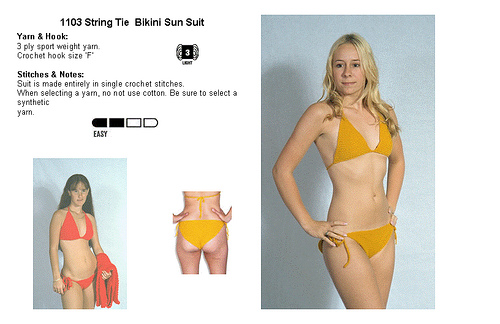 1103 String Tie Bikini Sun Suit
Yarn & Hook:
3 ply sport weight yarn.
Crochet hook size "F"
3
LIGHT
Stitches & Notes:
Suit is made entirely in single crochet stitches.
When selecting a yarn, no not use cotton. Be sure to select a
synthetic
yarn.
EASY